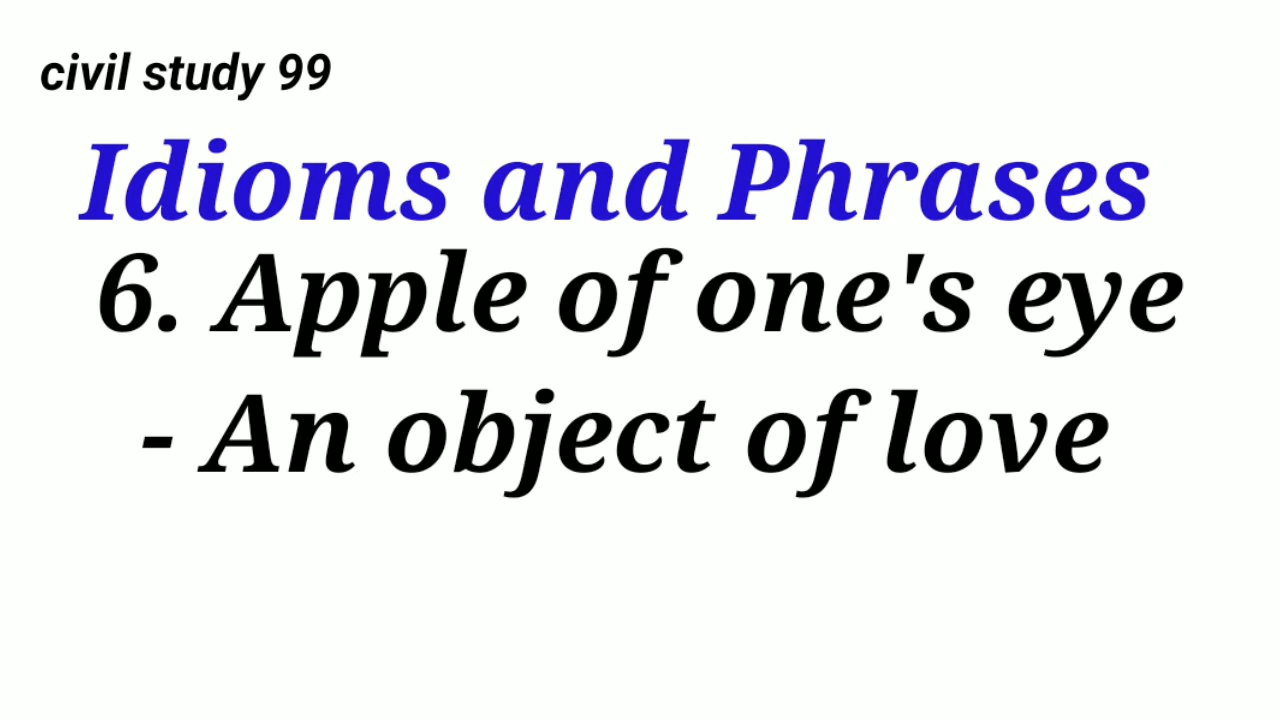 civil study 99
Idioms and Phrases
6. Apple of one's eye
- An object of love